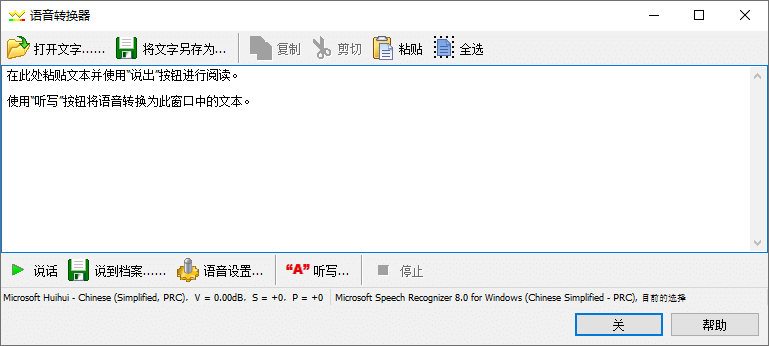 语音转换器
打开文字...... 将文字另存为... 复制 剪切 粘贴 全选
在此处粘贴文本并使用"说出"按钮进行阅读。
使用"听写"按钮将语音转换为此窗口中的文本。
说话 说到档案...... 语音设置... "A" 听写... 停止
Microsoft Huihui - Chinese (Simplified, PRC), V = 0.00dB, S = +0, P = +0 Microsoft Speech Recognizer 8.0 for Windows (Chinese Simplified - PRC), 目前的选择
关 帮助